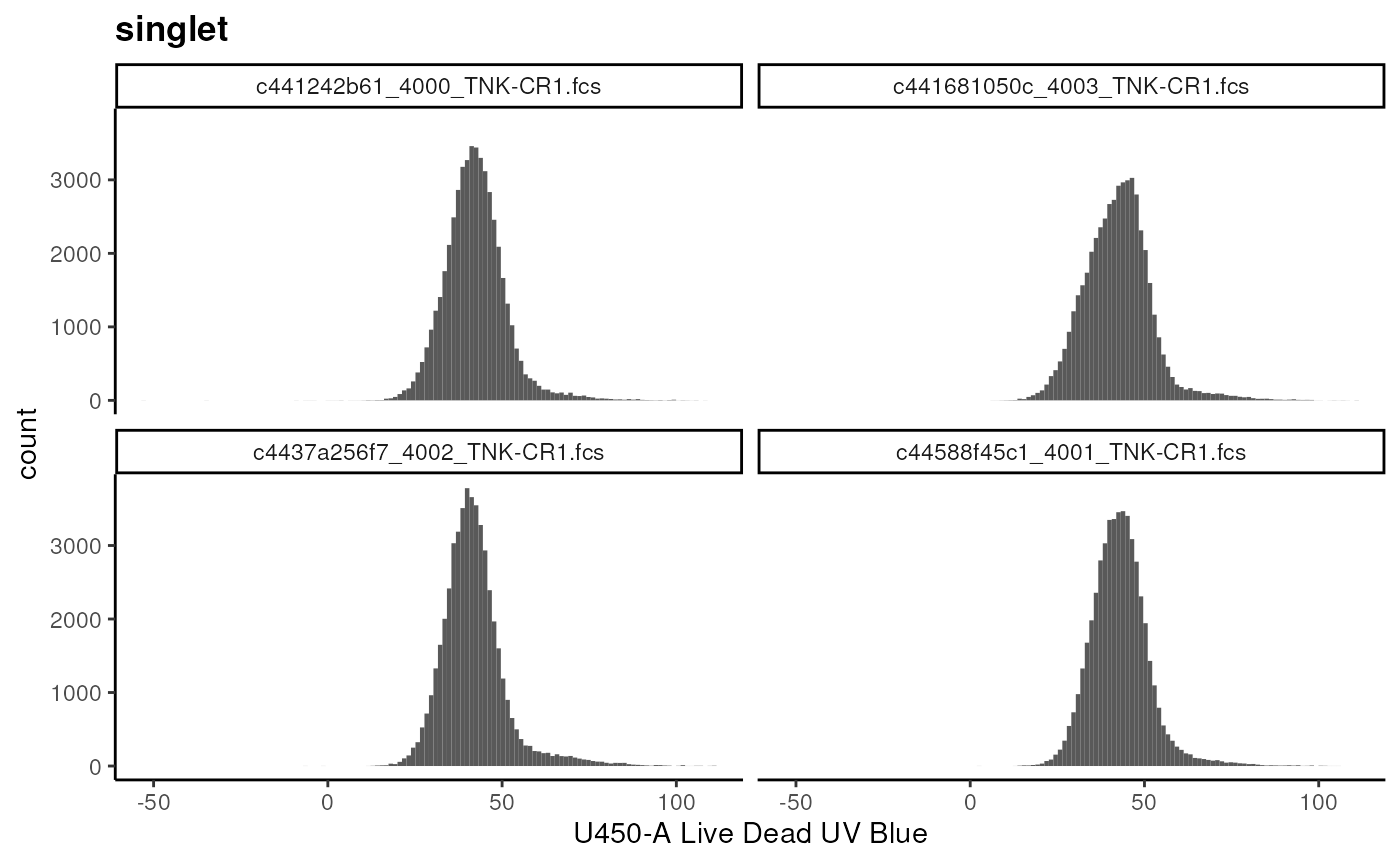 singlet
c441242b61_4000_TNK-CR1.fcs
c441681050c_4003_TNK-CR1.fcs
3000
2000
1000
0
count
c4437a256f7_4002_TNK-CR1.fcs
c44588f45c1_4001_TNK-CR1.fcs
3000
2000
1000
0
-50 0 50 100 -50 0 50 100
U450-A Live Dead UV Blue